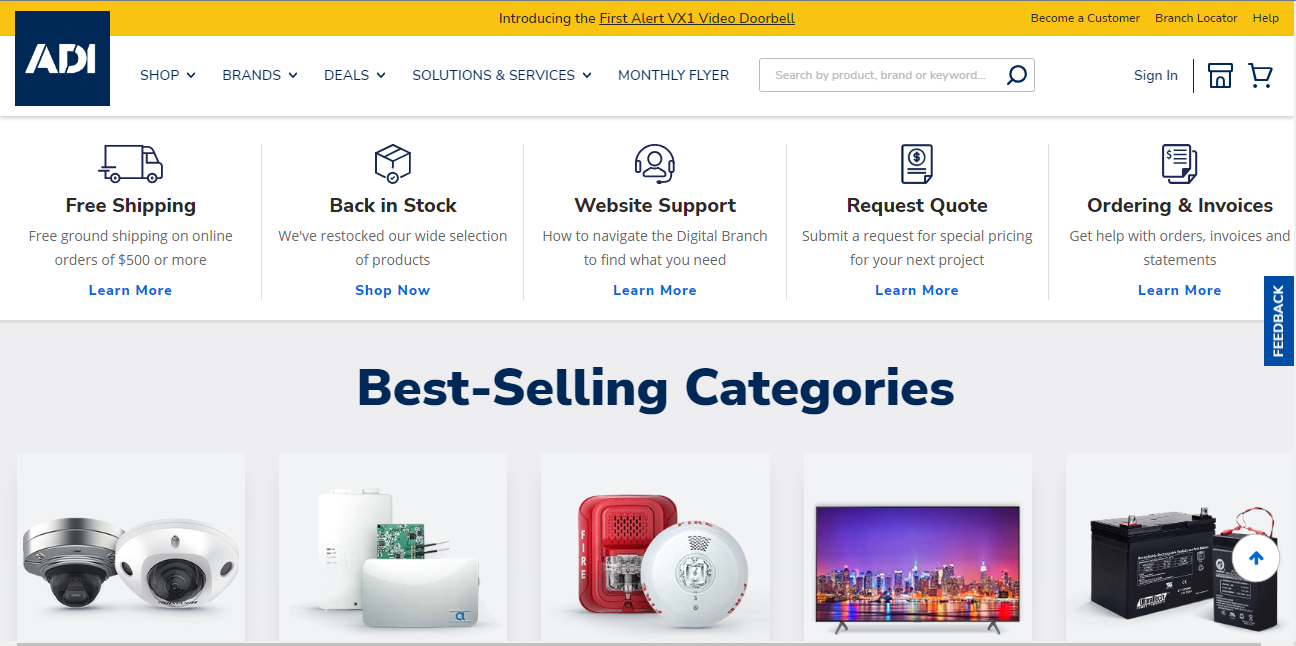 Introducing the First Alert VX1 Video Doorbell
Become a Customer Branch Locator Help
ADI
SHOP BRANDS DEALS SOLUTIONS & SERVICES MONTHLY FLYER
Search by product, brand or keyword...
Sign In
Free Shipping
Free ground shipping on online
orders of $500 or more
Learn More
Back in Stock
We've restocked our wide selection
of products
Shop Now
Website Support
How to navigate the Digital Branch
to find what you need
Learn More
Request Quote
Submit a request for special pricing
for your next project
Learn More
Ordering & Invoices
Get help with orders, invoices and
statements
Learn More
FEEDBACK
Best-Selling Categories
FIRE
FIRE